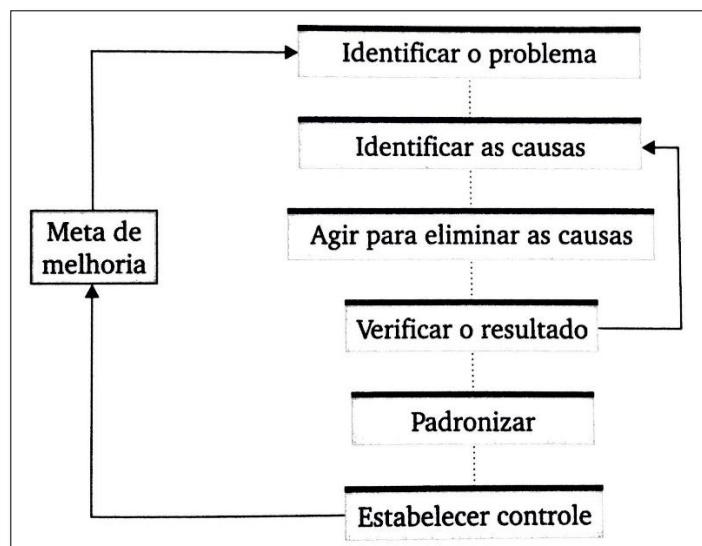 Identificar o problema
Identificar as causas
Agir para eliminar as causas
Meta de
melhoria
Verificar o resultado
Padronizar
Estabelecer controle